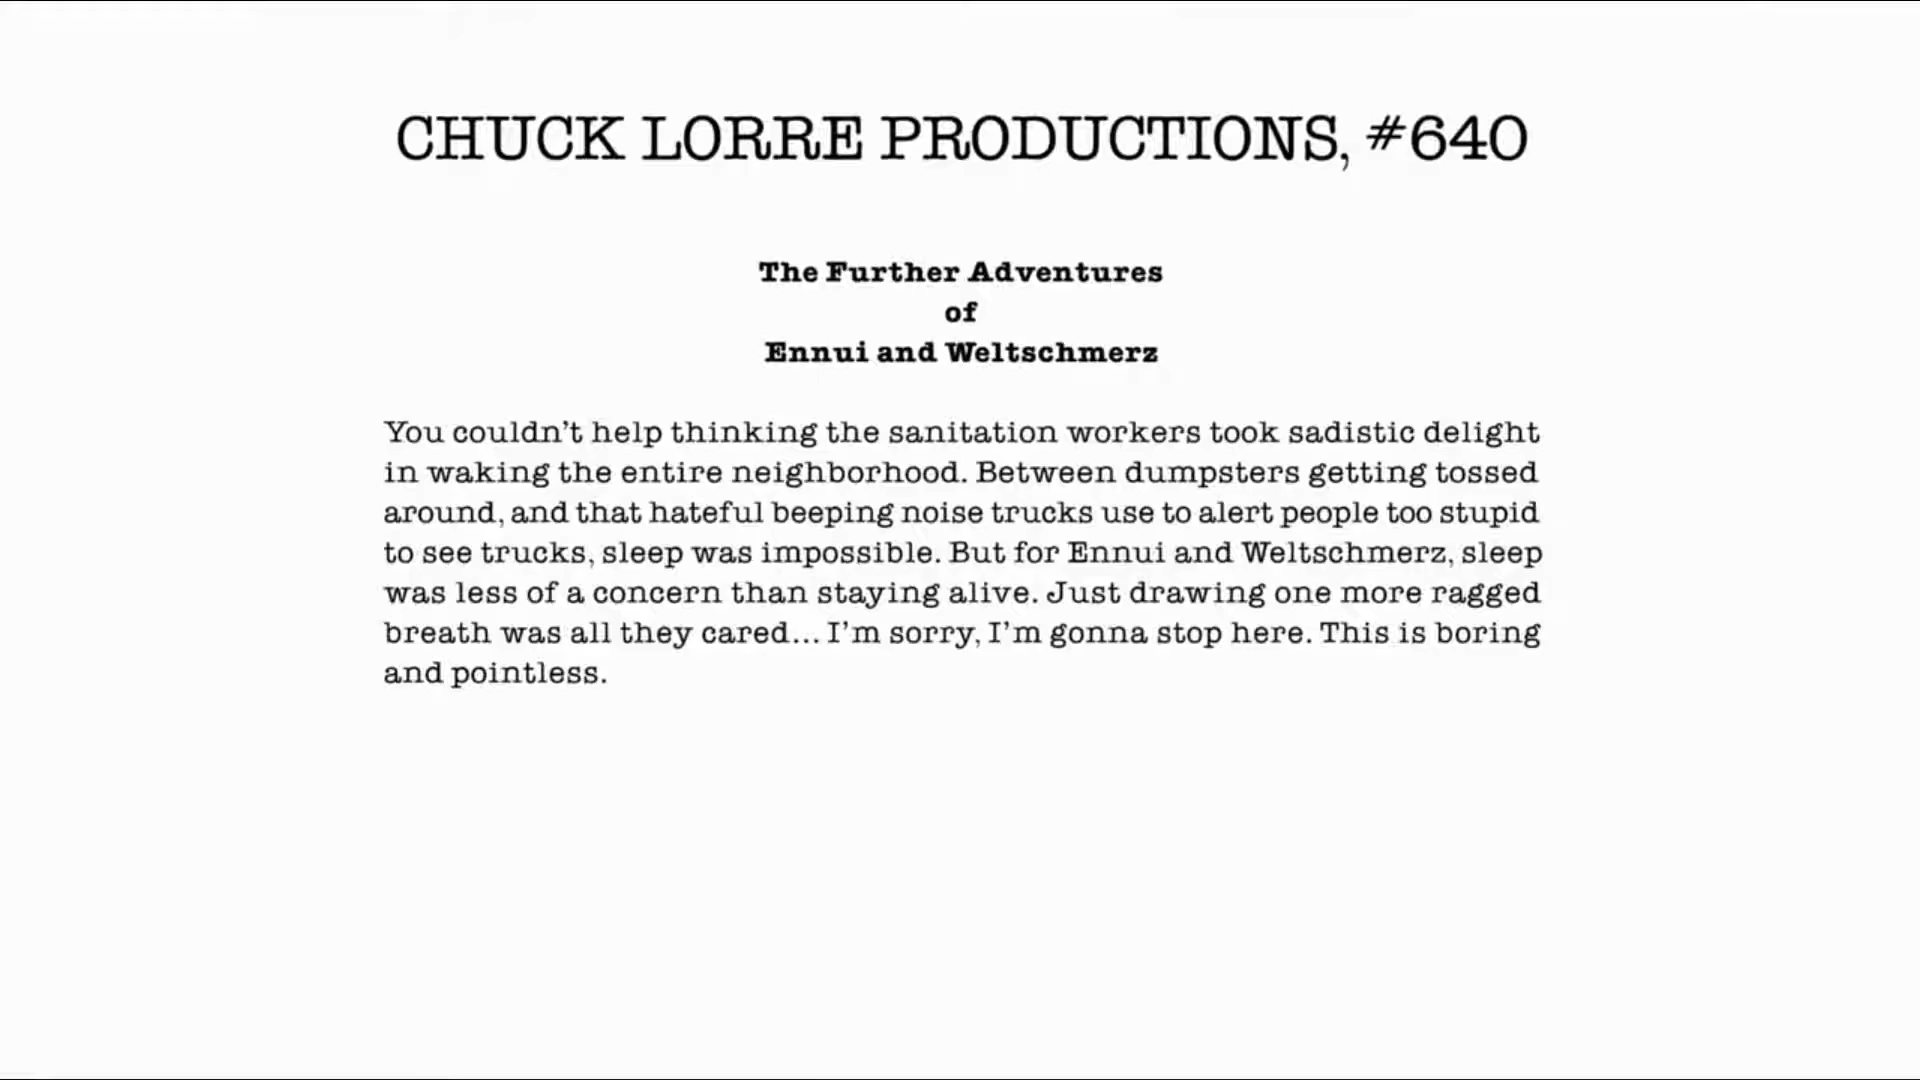 CHUCK LORRE PRODUCTIONS, #640
The Further Adventures
of
Ennui and Weltschmerz
You couldn’t help thinking the sanitation workers took sadistic delight
in waking the entire neighborhood. Between dumpsters getting tossed
around, and that hateful beeping noise trucks use to alert people too stupid
to see trucks, sleep was impossible. But for Ennui and Weltschmerz, sleep
was less of a concern than staying alive. Just drawing one more ragged
breath was all they cared... I’m sorry, I’m gonna stop here. This is boring
and pointless.